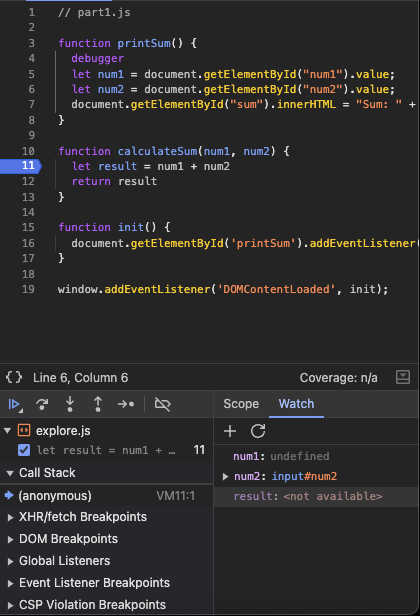 1 // part1.js
2
3 function printSum() {
4 debugger
5 let num1 = document.getElementById("num1").value;
6 let num2 = document.getElementById("num2").value;
7 document.getElementById("sum").innerHTML = "Sum: " +
8 }
9
10 function calculateSum(num1, num2) {
11 let result = num1 + num2
12 return result
13 }
14
15 function init() {
16 document.getElementById('printSum').addEventListener(
17 }
18
19 window.addEventListener('DOMContentLoaded', init);
{} Line 6, Column 6 Coverage: n/a
Scope Watch
explore.js
let result = num1 + … 11
Call Stack
(anonymous) VM11:1
XHR/fetch Breakpoints
DOM Breakpoints
Global Listeners
Event Listener Breakpoints
CSP Violation Breakpoints
num1: undefined
num2: input#num2
result: <not available>